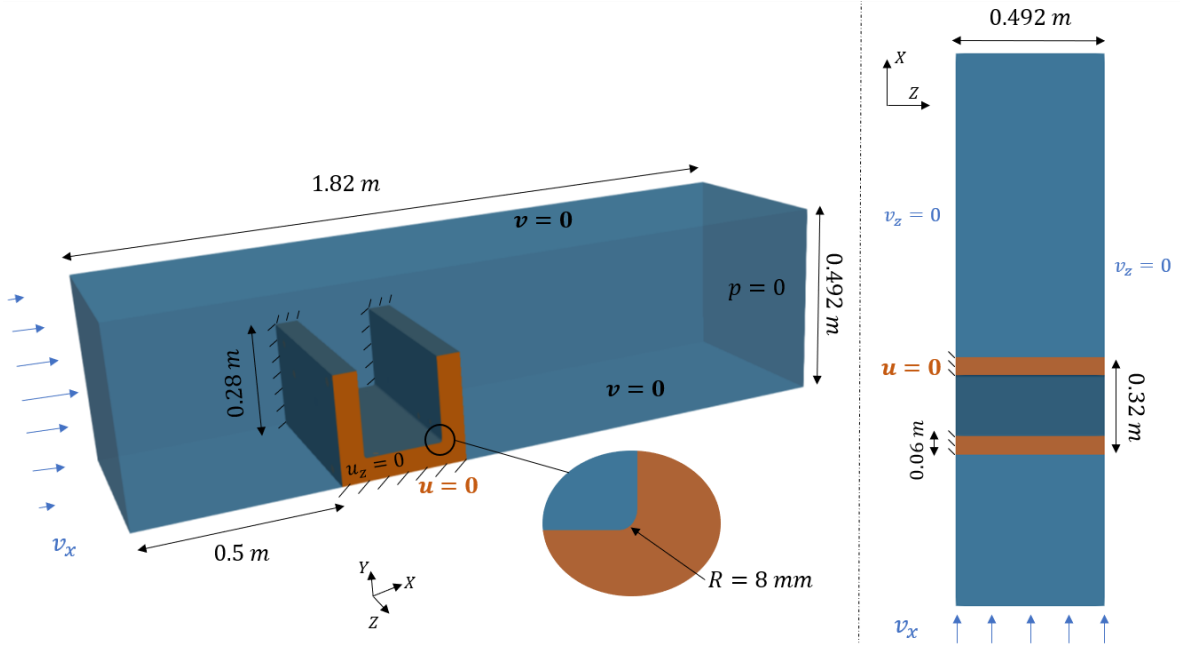 1.82 m
v = 0
0.492 m
p = 0
0.28 m
v = 0
u_z = 0
u = 0
v_x
0.5 m
Y
X
Z
R = 8 mm
0.492 m
X
Z
v_z = 0
v_z = 0
u = 0
0.32 m
0.06 m
v_x